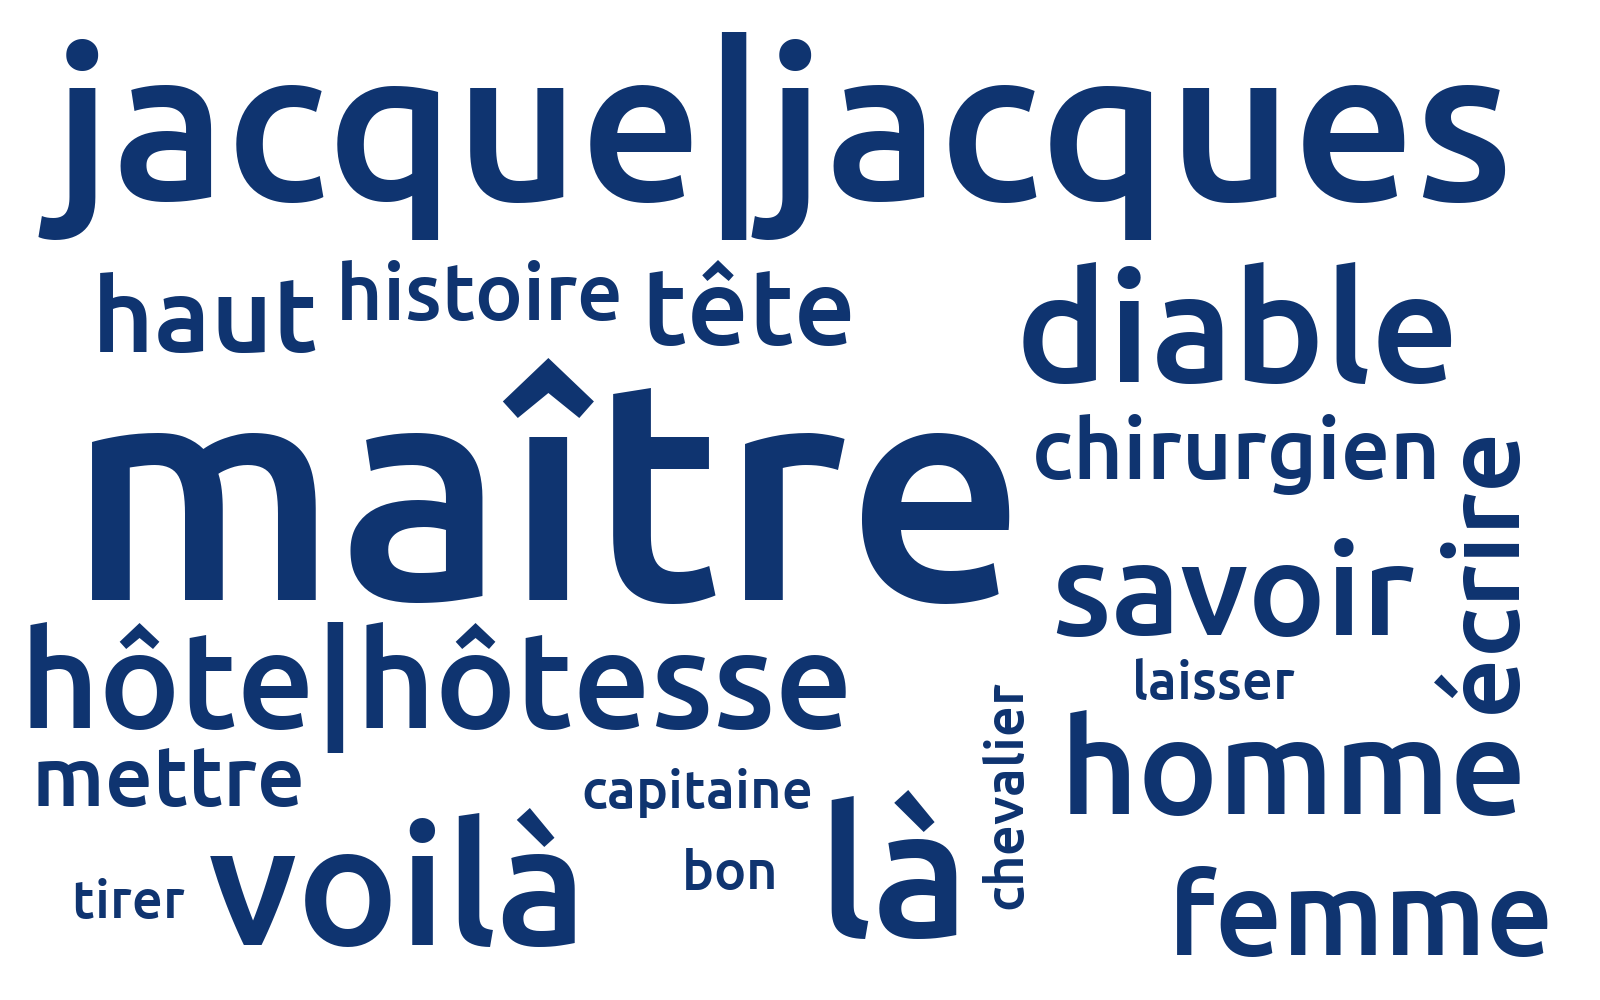 jacque|jacques
haut
histoire
tête
diable
maître
chirurgien
écrire
savoir
hôte|hôtesse
laisser
homme
mettre
capitaine
chevalier
voilà
là
bon
tirer
femme